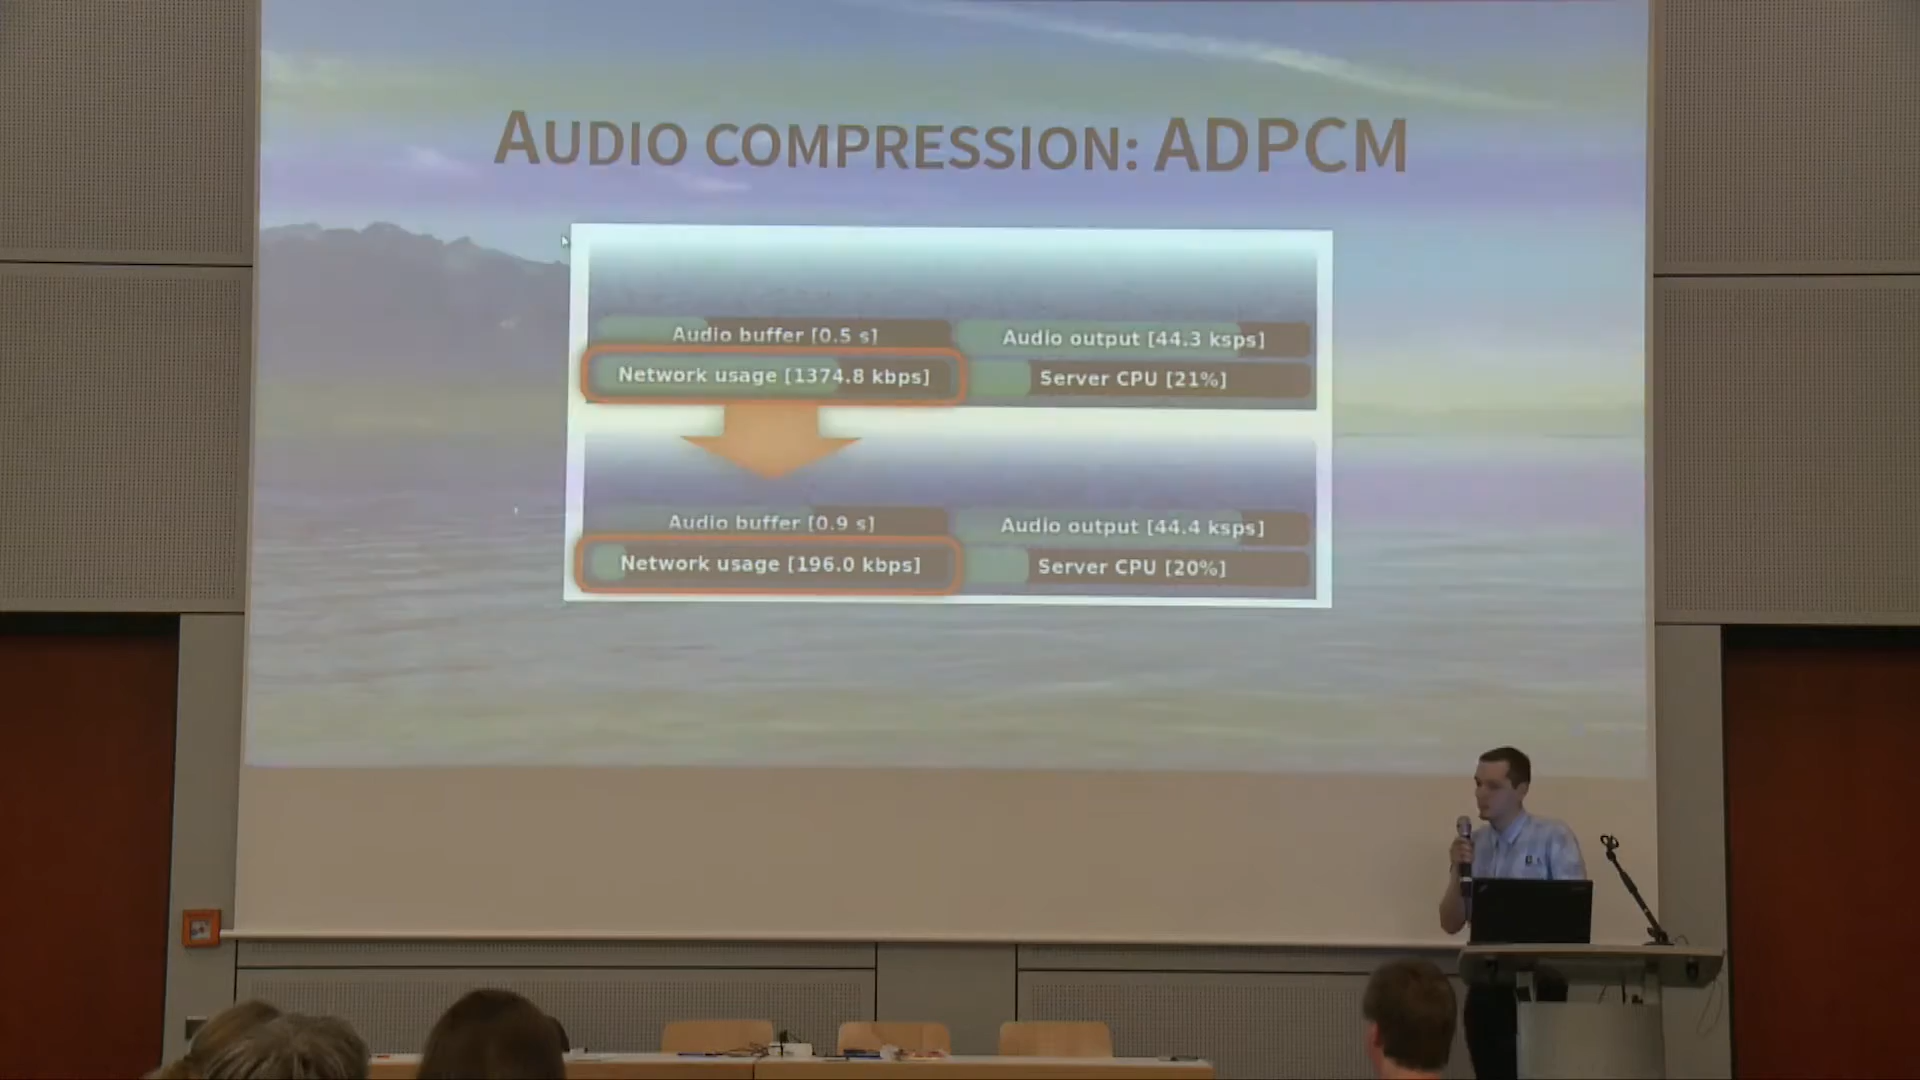 AUDIO COMPRESSION: ADPCM
Audio buffer [0.5 s] Audio output [44.3 ksps]
Network usage [1374.8 kbps] Server CPU [21%]
Audio buffer [0.9 s] Audio output [44.4 ksps]
Network usage [196.0 kbps] Server CPU [20%]